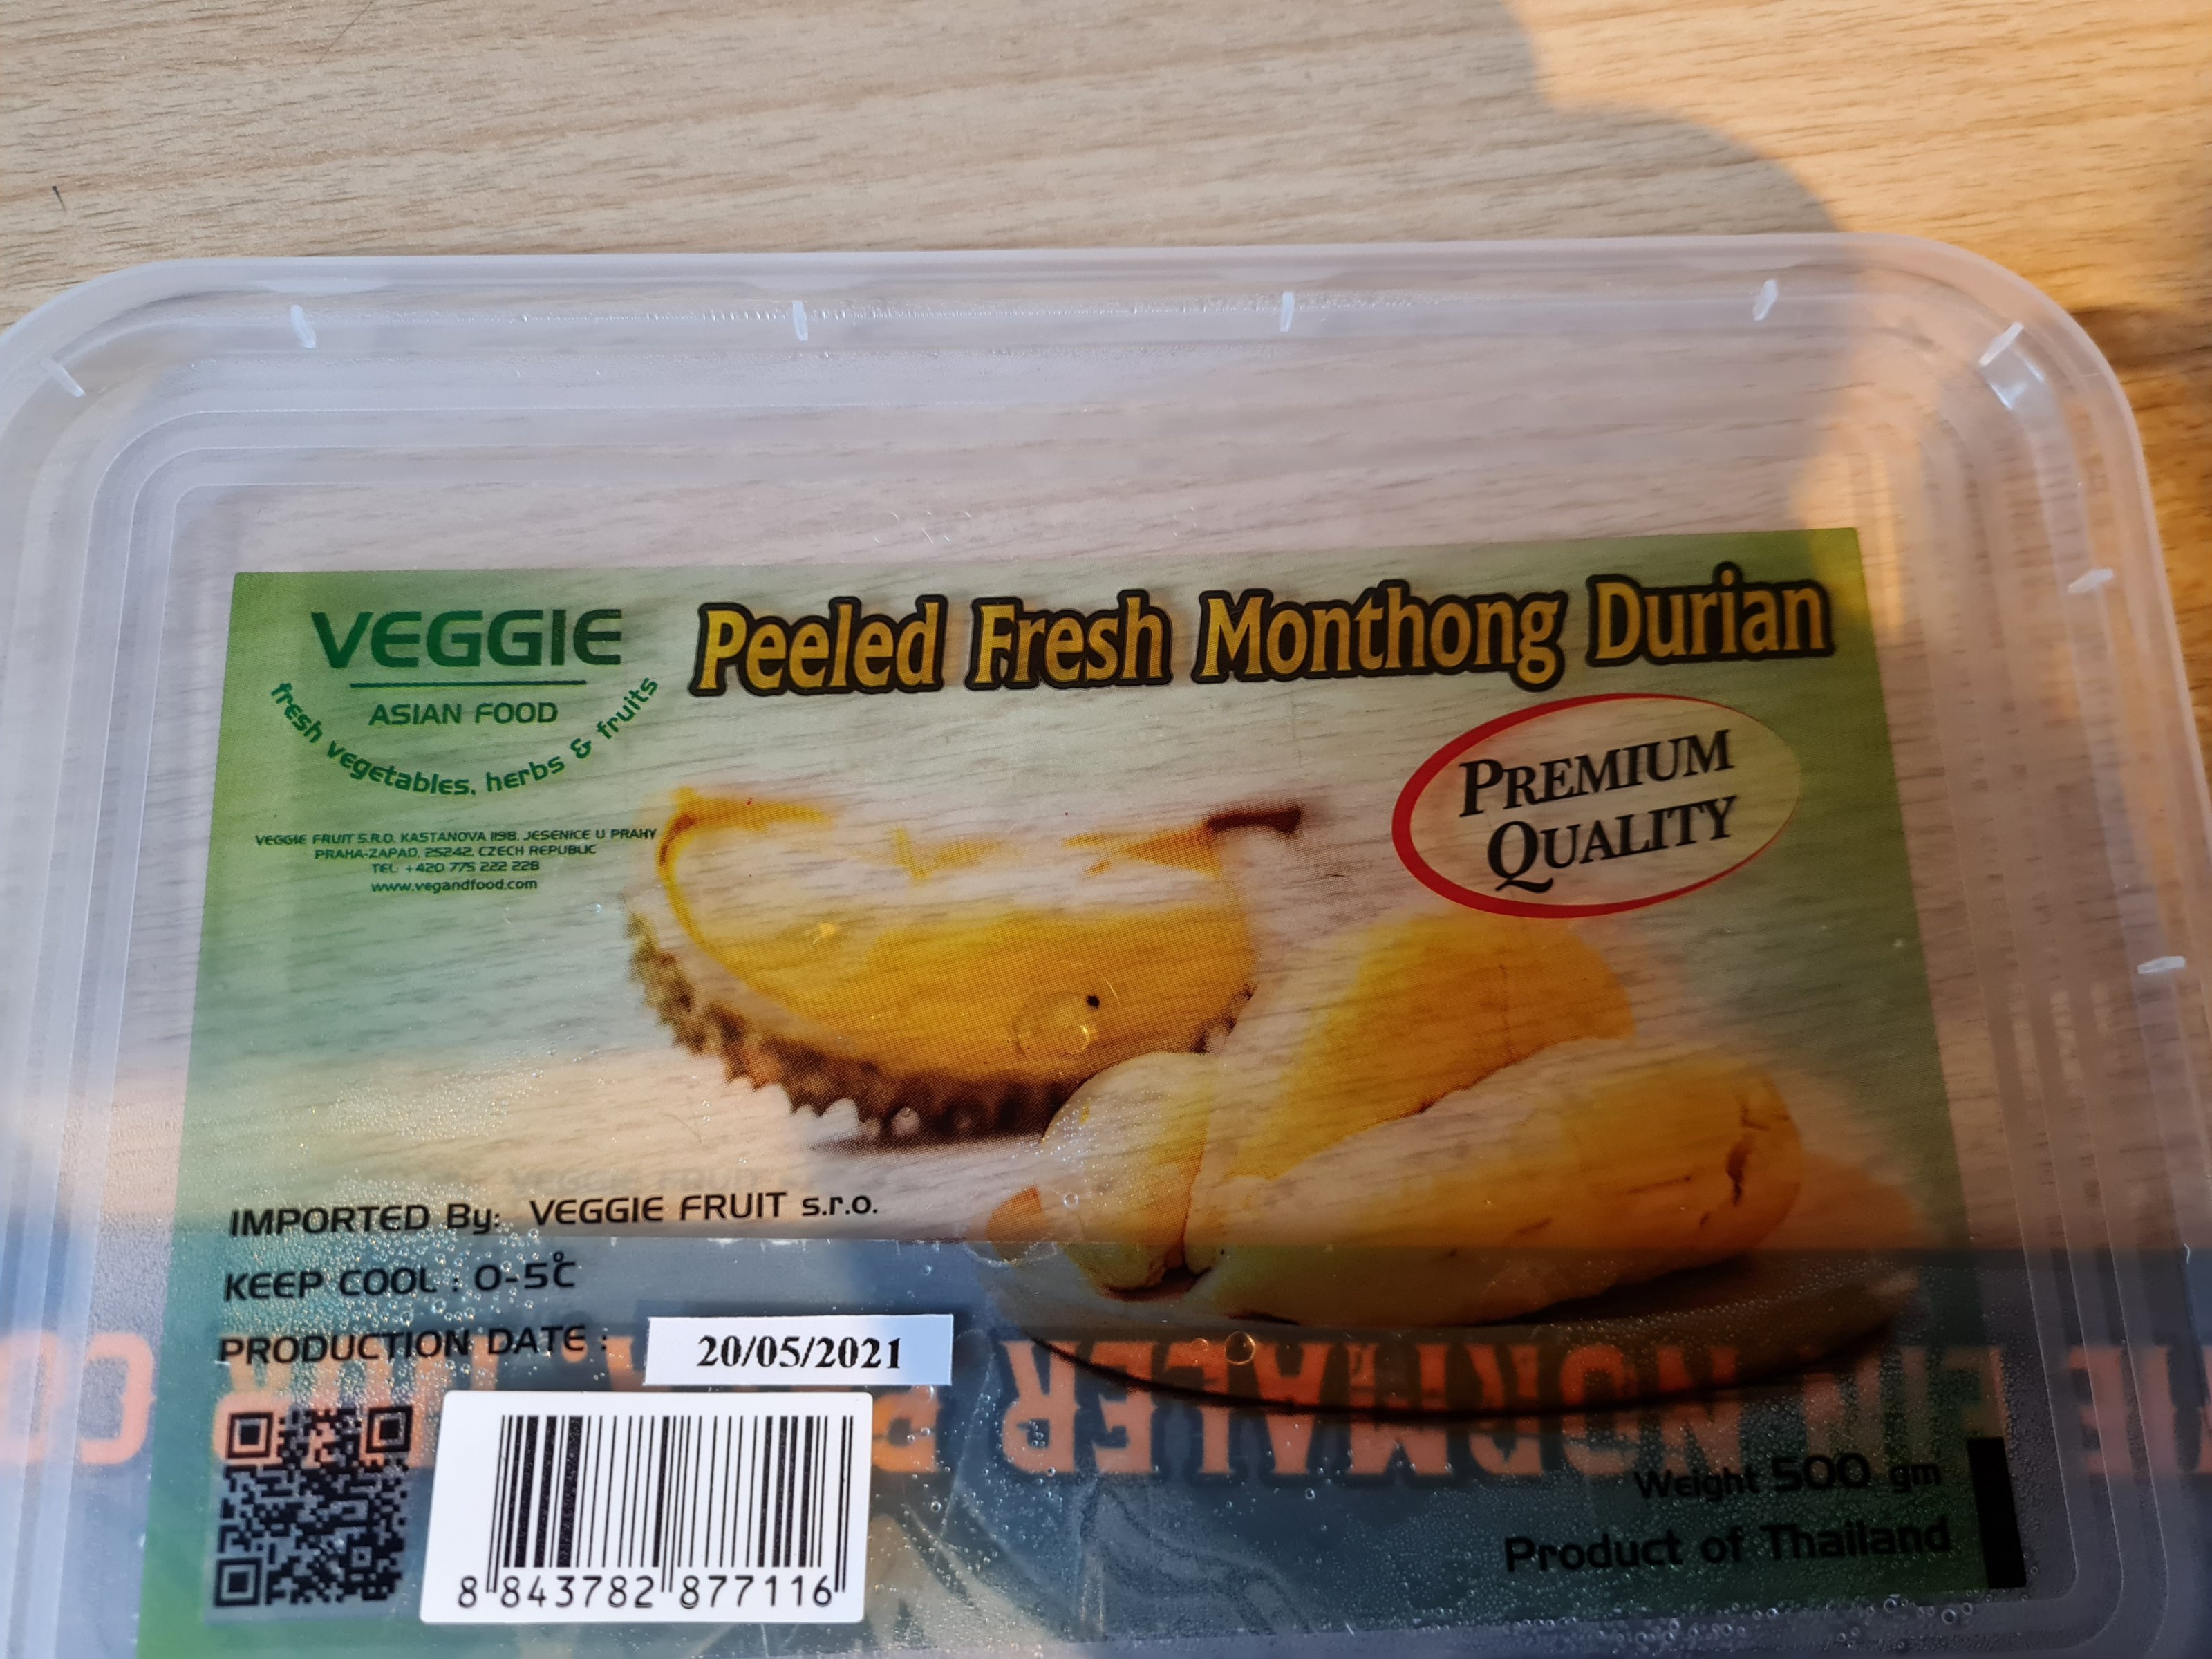 VEGGIE
ASIAN FOOD
fresh vegetables, herbs & fruits
Peeled Fresh Monthong Durian
PREMIUM
QUALITY
VEGGIE FRUIT S.R.O. KASTANOVA 1198, JESENICE U PRAHY
PRAHA-ZAPAD, 25242, CZECH REPUBLIC
TEL: +420 775 222 228
www.vegandfood.com
IMPORTED By: VEGGIE FRUIT s.r.o.
KEEP COOL : 0-5°C
PRODUCTION DATE : 20/05/2021
8 843782 877116
Weight 500 gm
Product of Thailand